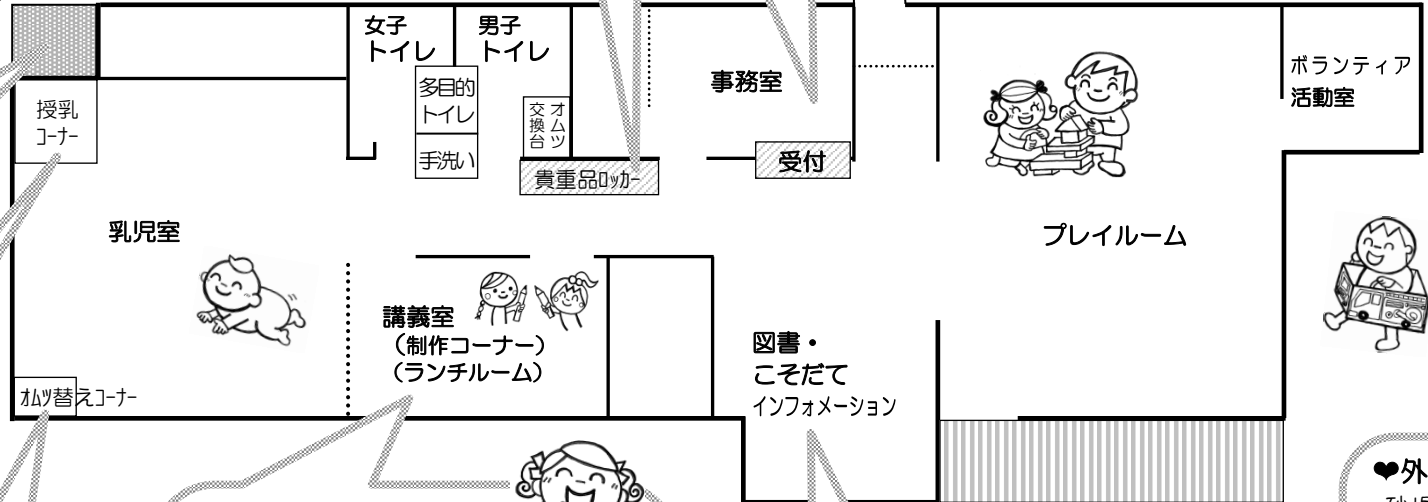 女子
トイレ
男子
トイレ
多目的
トイレ
手洗い
オムツ
交換台
貴重品ﾛｯｶｰ
事務室
受付
ボランティア
活動室
授乳
ｺｰﾅｰ
乳児室
プレイルーム
講義室
（制作コーナー）
（ランチルーム）
図書・
こそだて
インフォメーション
ｵﾑﾂ替えｺｰﾅｰ
❤外